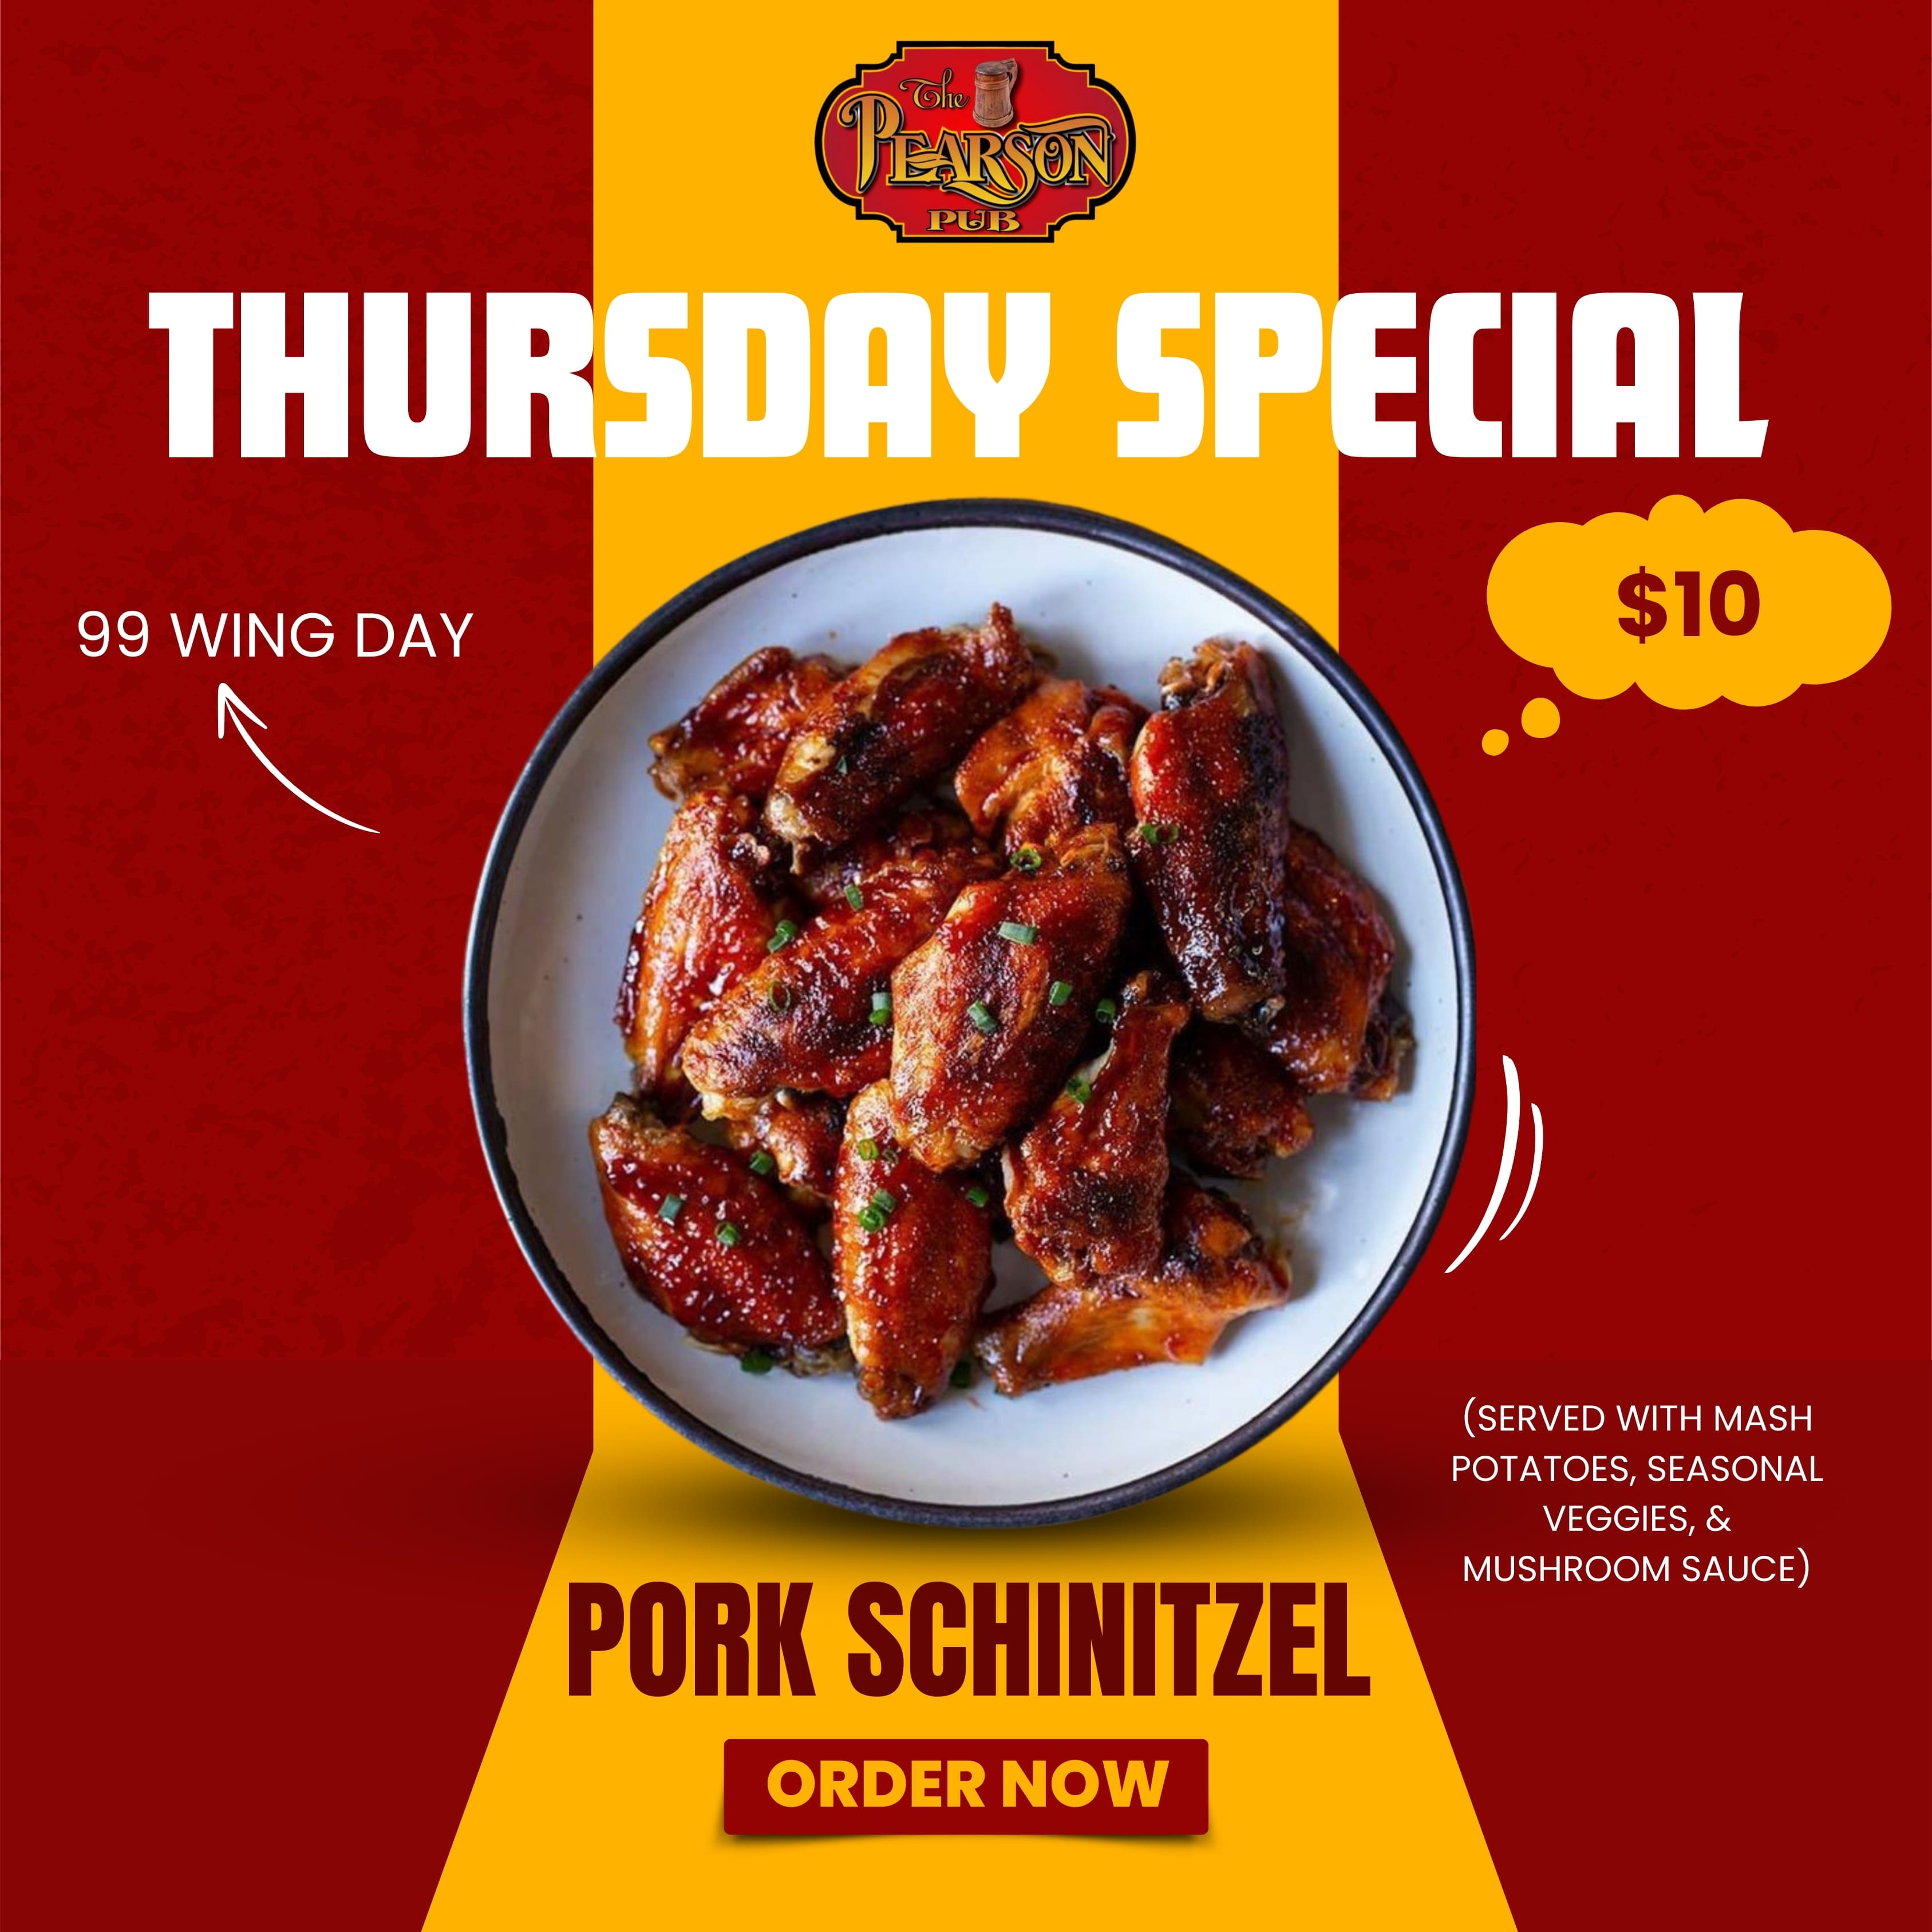 The
PEARSON
PUB
THURSDAY SPECIAL
$10
99 WING DAY
(SERVED WITH MASH
POTATOES, SEASONAL
VEGGIES, &
MUSHROOM SAUCE)
PORK SCHINITZEL
ORDER NOW